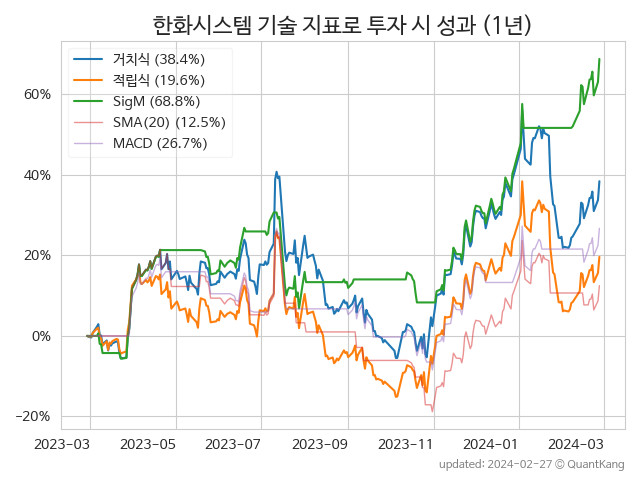 한화시스템 기술 지표로 투자 시 성과 (1년)
거치식 (38.4%)
적립식 (19.6%)
SigM (68.8%)
SMA(20) (12.5%)
MACD (26.7%)
60%
40%
20%
0%
−20%
2023-03 2023-05 2023-07 2023-09 2023-11 2024-01 2024-03
updated: 2024-02-27 © QuantKang